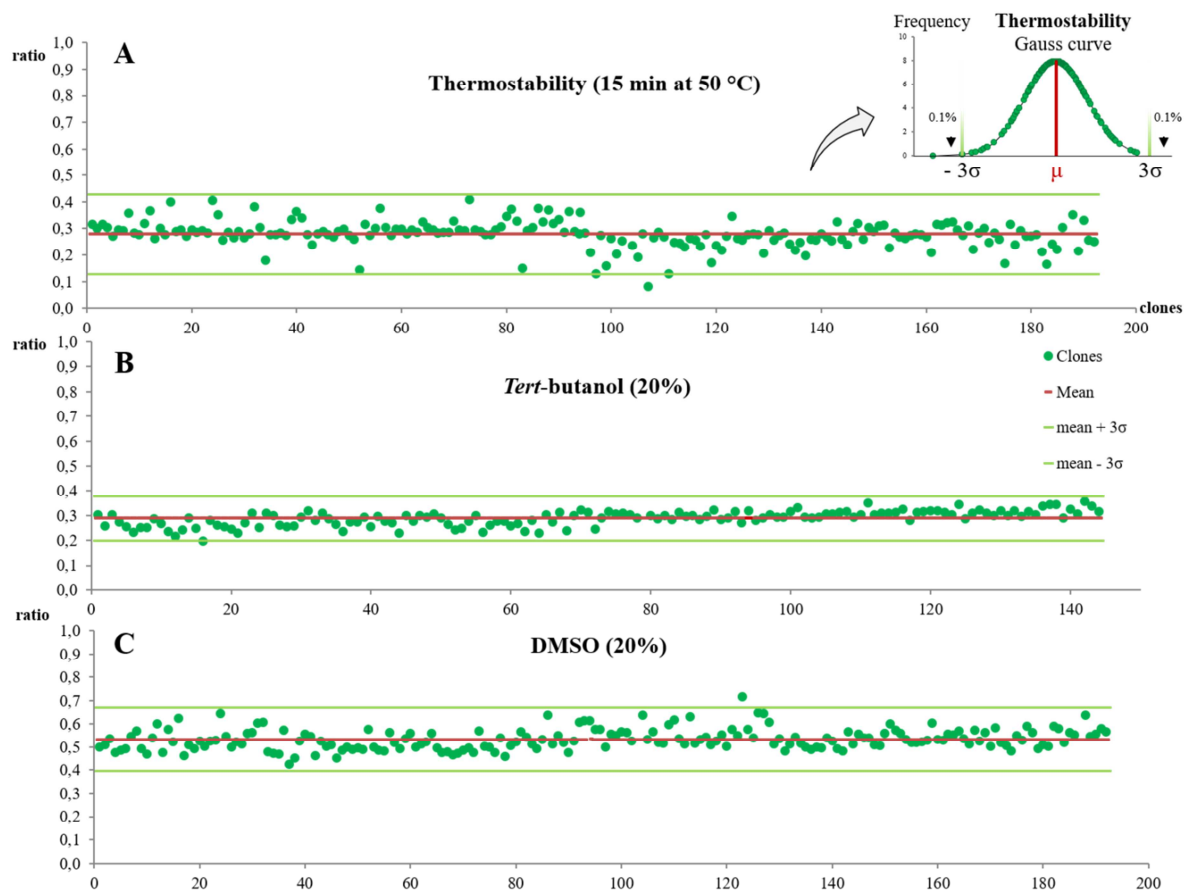 Frequency Thermostability
Gauss curve
10
8
6
4
2
0
0.1%
0.1%
- 3σ μ 3σ
ratio
A
Thermostability (15 min at 50 °C)
1,0
0,9
0,8
0,7
0,6
0,5
0,4
0,3
0,2
0,1
0,0
0 20 40 60 80 100 120 140 160 180 200
clones
ratio
B
Tert-butanol (20%)
1,0
0,9
0,8
0,7
0,6
0,5
0,4
0,3
0,2
0,1
0,0
0 20 40 60 80 100 120 140
Clones
Mean
mean + 3σ
mean - 3σ
ratio
C
DMSO (20%)
1,0
0,9
0,8
0,7
0,6
0,5
0,4
0,3
0,2
0,1
0,0
0 20 40 60 80 100 120 140 160 180 200